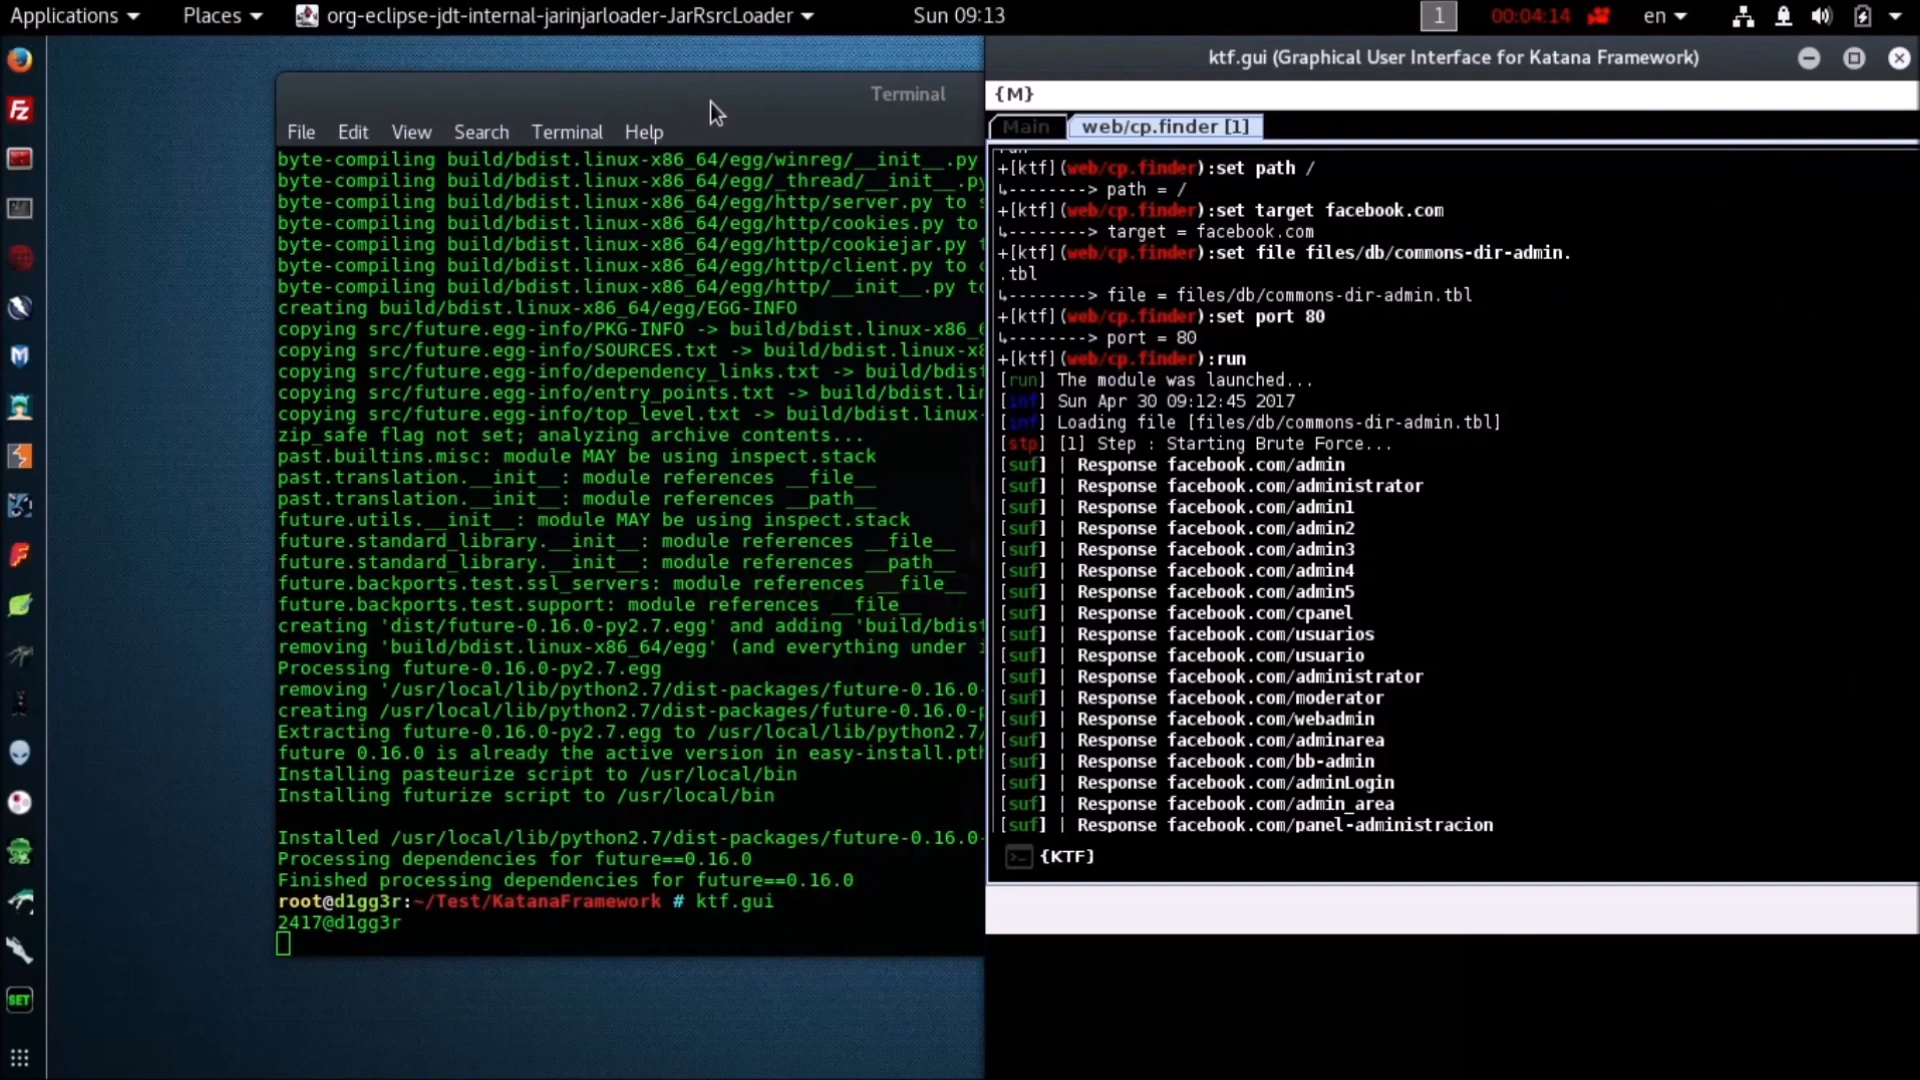 Applications
Places
org-eclipse-jdt-internal-jarinjarloader-JarRsrcLoader
Sun 09:13
1
00:04:14
en
Terminal
File Edit View Search Terminal Help
byte-compiling build/bdist.linux-x86_64/egg/winreg/__init__.py
byte-compiling build/bdist.linux-x86_64/egg/_thread/__init__.py
byte-compiling build/bdist.linux-x86_64/egg/http/server.py to s
byte-compiling build/bdist.linux-x86_64/egg/http/cookies.py to
byte-compiling build/bdist.linux-x86_64/egg/http/cookiejar.py t
byte-compiling build/bdist.linux-x86_64/egg/http/client.py to c
byte-compiling build/bdist.linux-x86_64/egg/http/__init__.py to
creating build/bdist.linux-x86_64/egg/EGG-INFO
copying src/future.egg-info/PKG-INFO -> build/bdist.linux-x86_6
copying src/future.egg-info/SOURCES.txt -> build/bdist.linux-x8
copying src/future.egg-info/dependency_links.txt -> build/bdist
copying src/future.egg-info/entry_points.txt -> build/bdist.lin
copying src/future.egg-info/top_level.txt -> build/bdist.linux-
zip_safe flag not set; analyzing archive contents...
past.builtins.misc: module MAY be using inspect.stack
past.translation.__init__: module references __file__
past.translation.__init__: module references __path__
future.utils.__init__: module MAY be using inspect.stack
future.standard_library.__init__: module references __file__
future.standard_library.__init__: module references __path__
future.backports.test.ssl_servers: module references __file__
future.backports.test.support: module references __file__
creating 'dist/future-0.16.0-py2.7.egg' and adding 'build/bdist
removing 'build/bdist.linux-x86_64/egg' (and everything under i
Processing future-0.16.0-py2.7.egg
removing '/usr/local/lib/python2.7/dist-packages/future-0.16.0-
creating /usr/local/lib/python2.7/dist-packages/future-0.16.0-p
Extracting future-0.16.0-py2.7.egg to /usr/local/lib/python2.7/
future 0.16.0 is already the active version in easy-install.pth
Installing pasteurize script to /usr/local/bin
Installing futurize script to /usr/local/bin
Installed /usr/local/lib/python2.7/dist-packages/future-0.16.0-
Processing dependencies for future==0.16.0
Finished processing dependencies for future==0.16.0
root@d1gg3r:~/Test/KatanaFramework # ktf.gui
2417@d1gg3r
ktf.gui (Graphical User Interface for Katana Framework)
{M}
Main
web/cp.finder [1]
+[ktf](web/cp.finder):set path /
↳--------> path = /
+[ktf](web/cp.finder):set target facebook.com
↳--------> target = facebook.com
+[ktf](web/cp.finder):set file files/db/commons-dir-admin.
.tbl
↳--------> file = files/db/commons-dir-admin.tbl
+[ktf](web/cp.finder):set port 80
↳--------> port = 80
+[ktf](web/cp.finder):run
[run] The module was launched...
[inf] Sun Apr 30 09:12:45 2017
[inf] Loading file [files/db/commons-dir-admin.tbl]
[stp] [1] Step : Starting Brute Force...
[suf] | Response facebook.com/admin
[suf] | Response facebook.com/administrator
[suf] | Response facebook.com/admin1
[suf] | Response facebook.com/admin2
[suf] | Response facebook.com/admin3
[suf] | Response facebook.com/admin4
[suf] | Response facebook.com/admin5
[suf] | Response facebook.com/cpanel
[suf] | Response facebook.com/usuarios
[suf] | Response facebook.com/usuario
[suf] | Response facebook.com/administrator
[suf] | Response facebook.com/moderator
[suf] | Response facebook.com/webadmin
[suf] | Response facebook.com/adminarea
[suf] | Response facebook.com/bb-admin
[suf] | Response facebook.com/adminLogin
[suf] | Response facebook.com/admin_area
[suf] | Response facebook.com/panel-administracion
{KTF}
SET